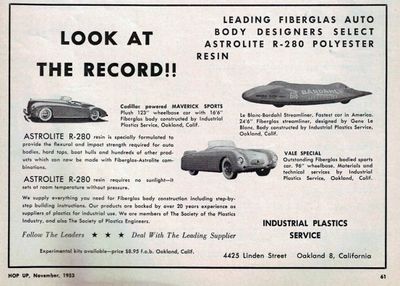 LOOK AT
THE RECORD!!
LEADING FIBERGLAS AUTO
BODY DESIGNERS SELECT
ASTROLITE R-280 POLYESTER
RESIN
Cadillac powered MAVERICK SPORTS
Plush 123" wheelbase car with 16'6"
Fiberglas body constructed by Industrial
Plastics Service, Oakland, Calif.
BARDAHL
Le Blanc-Bardahl Streamliner. Fastest car in America.
24'6" Fiberglas streamliner, designed by Gene Le
Blanc. Body constructed by Industrial Plastics Service,
Oakland, Calif.
ASTROLITE R-280 resin is specially formulated to
provide the flexural and impact strength required for auto
bodies, hard tops, boat hulls and hundreds of other prod-
ucts which can now be made with Fiberglas-Astrolite com-
binations.
ASTROLITE R-280 resin requires no sunlight—it
sets at room temperature without pressure.
VALE SPECIAL
Outstanding Fiberglas bodied sports
car. 96" wheelbase. Materials and
technical services by Industrial
Plastics Service, Oakland, Calif.
We supply everything you need for Fiberglas body construction including step-by-
step building instructions. Our products are backed by over 20 years experience as
suppliers of plastics for industrial use. We are members of The Society of the Plastics
Industry, and also The Society of Plastics Engineers.
Follow The Leaders ★ ★ ★ Deal With The Leading Supplier
Experimental kits available—price $8.95 f.o.b. Oakland, Calif.
INDUSTRIAL PLASTICS
SERVICE
4425 Linden Street Oakland 8, California
HOP UP, November, 1953
61